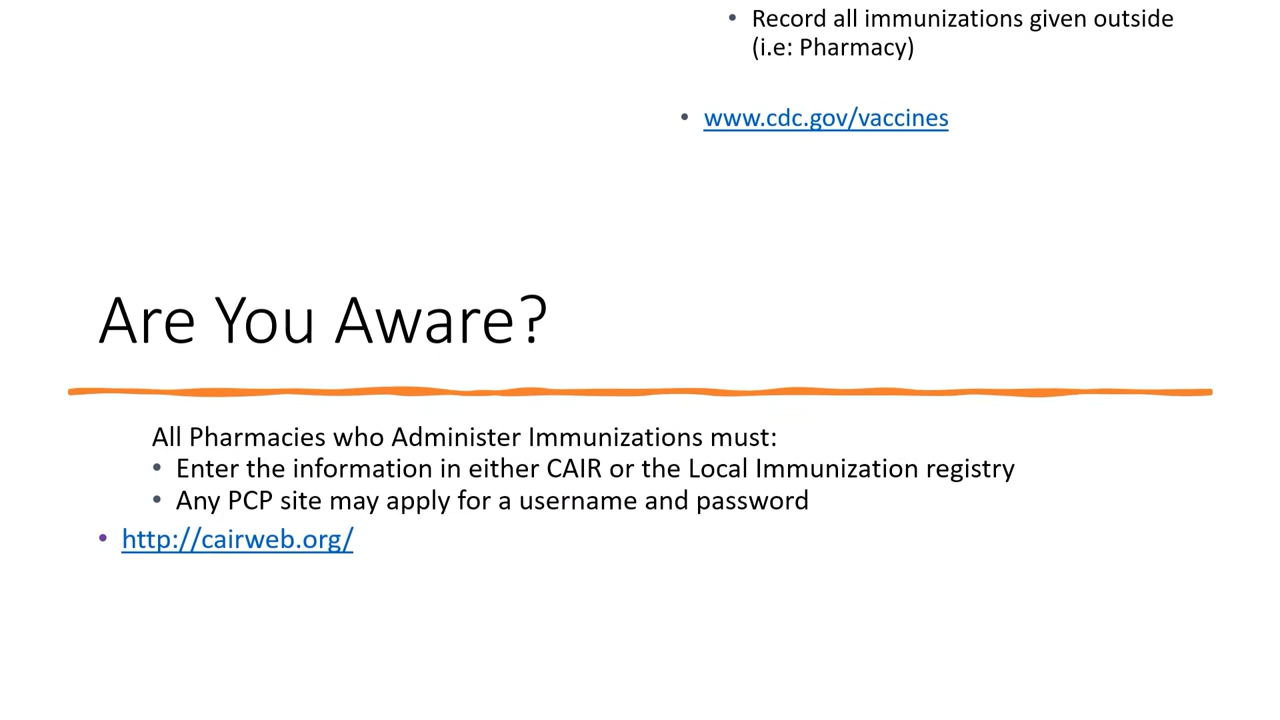 • Record all immunizations given outside
(i.e: Pharmacy)
• www.cdc.gov/vaccines
Are You Aware?
All Pharmacies who Administer Immunizations must:
• Enter the information in either CAIR or the Local Immunization registry
• Any PCP site may apply for a username and password
• http://cairweb.org/